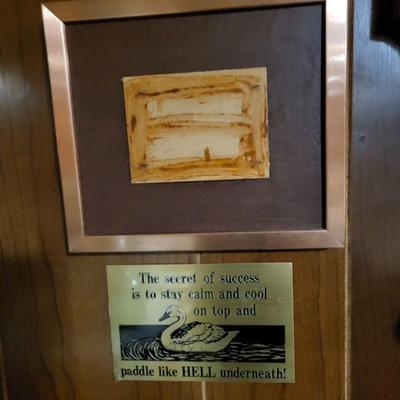 The secret of success
is to stay calm and cool
on top and
paddle like HELL underneath!